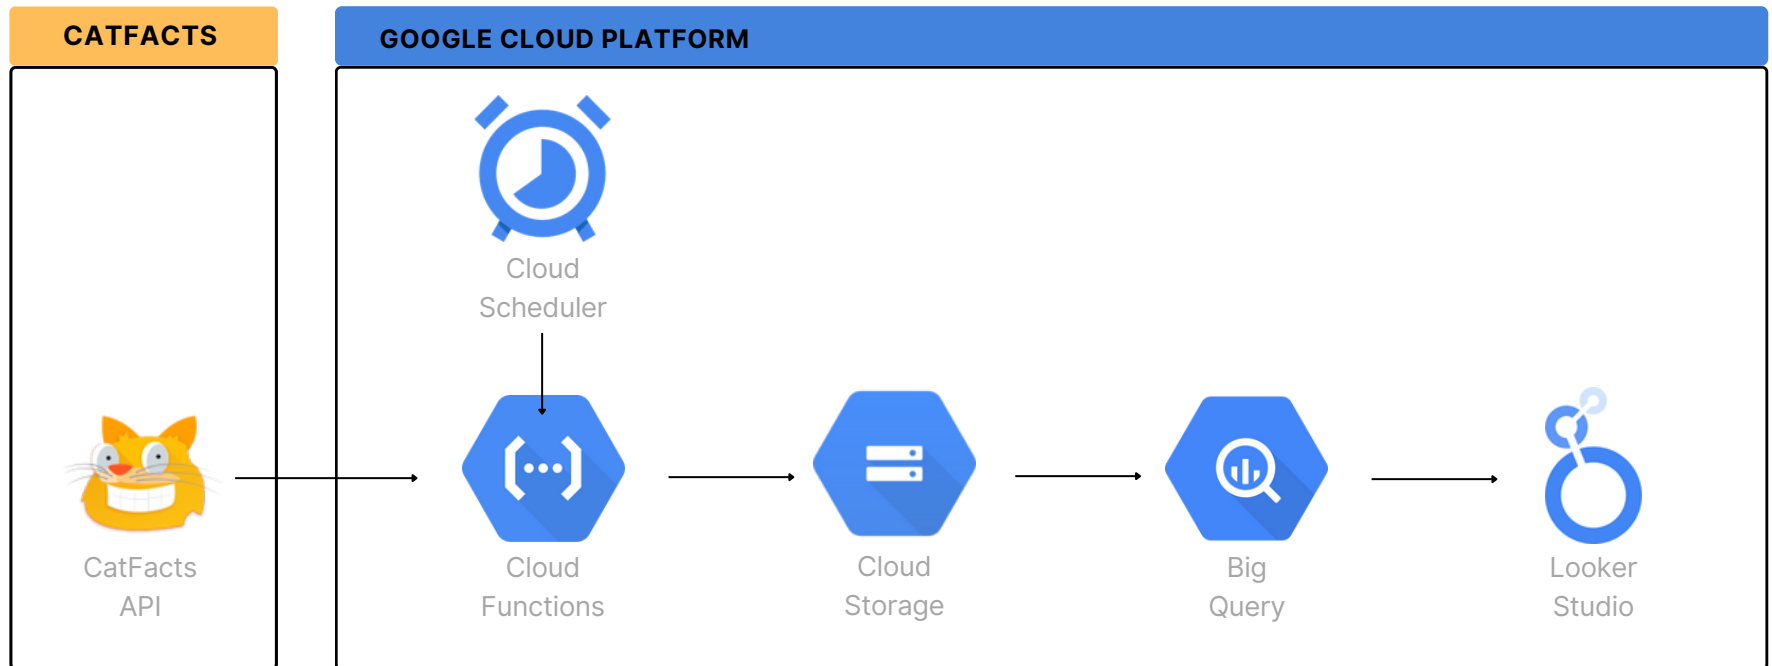 CATFACTS
GOOGLE CLOUD PLATFORM
Cloud
Scheduler
CatFacts
API
Cloud
Functions
Cloud
Storage
Big
Query
Looker
Studio